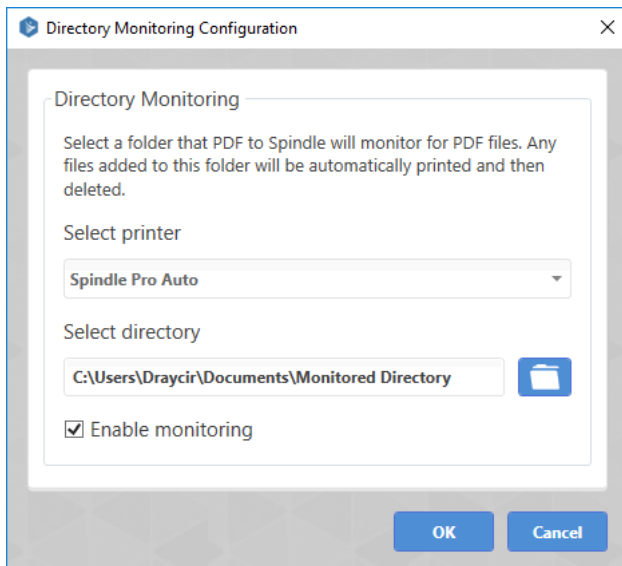 Directory Monitoring Configuration
Directory Monitoring
Select a folder that PDF to Spindle will monitor for PDF files. Any
files added to this folder will be automatically printed and then
deleted.
Select printer
Spindle Pro Auto
Select directory
C:\Users\Draycir\Documents\Monitored Directory
Enable monitoring
OK
Cancel